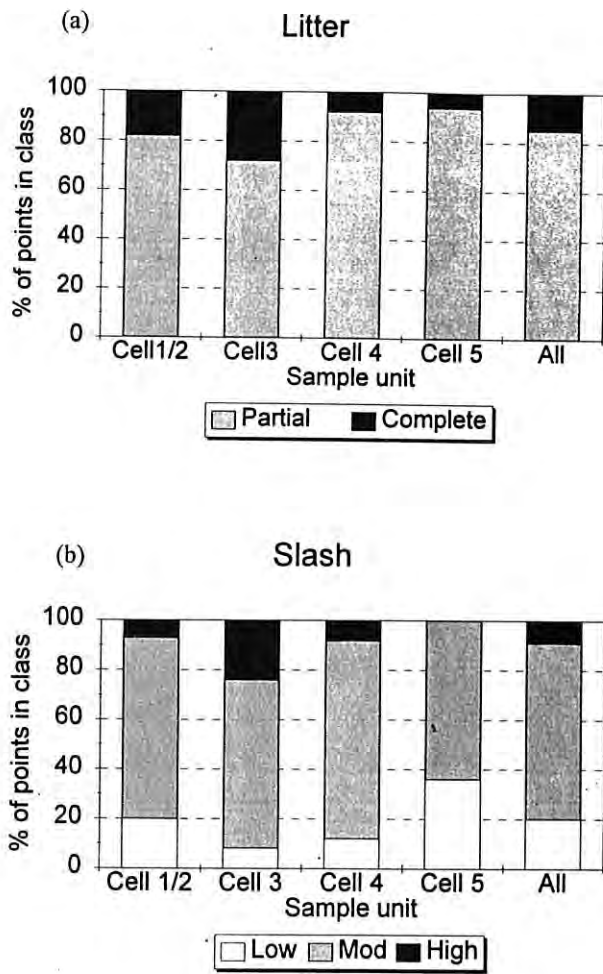 (a) Litter
% of points in class
100
80
60
40
20
0
Cell1/2 Cell3 Cell 4 Cell 5 All
Sample unit
Partial Complete
(b) Slash
% of points in class
100
80
60
40
20
0
Cell 1/2 Cell 3 Cell 4 Cell 5 All
Sample unit
Low Mod High